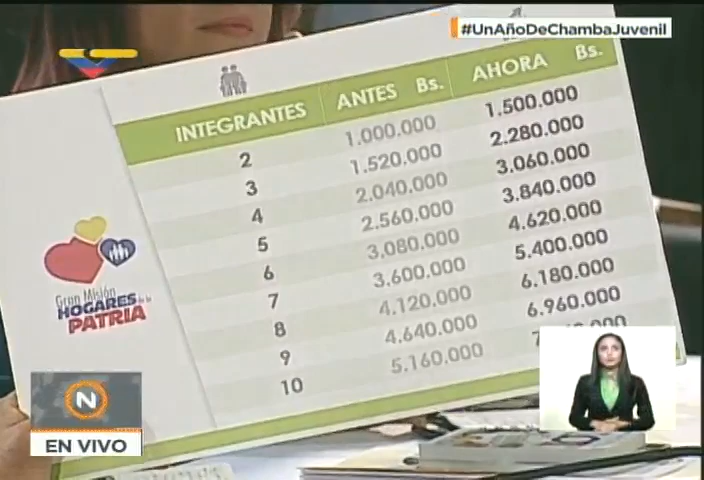 #UnAñoDeChambaJuvenil
INTEGRANTES ANTES Bs. AHORA Bs.
2 1.000.000 1.500.000
3 1.520.000 2.280.000
4 2.040.000 3.060.000
5 2.560.000 3.840.000
6 3.080.000 4.620.000
7 3.600.000 5.400.000
8 4.120.000 6.180.000
9 4.640.000 6.960.000
10 5.160.000
Gran Misión
HOGARES de la
PATRIA
N
EN VIVO